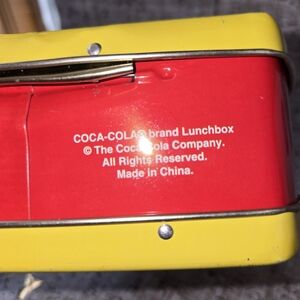 COCA-COLA® brand Lunchbox
© The Coca-Cola Company.
All Rights Reserved.
Made in China.